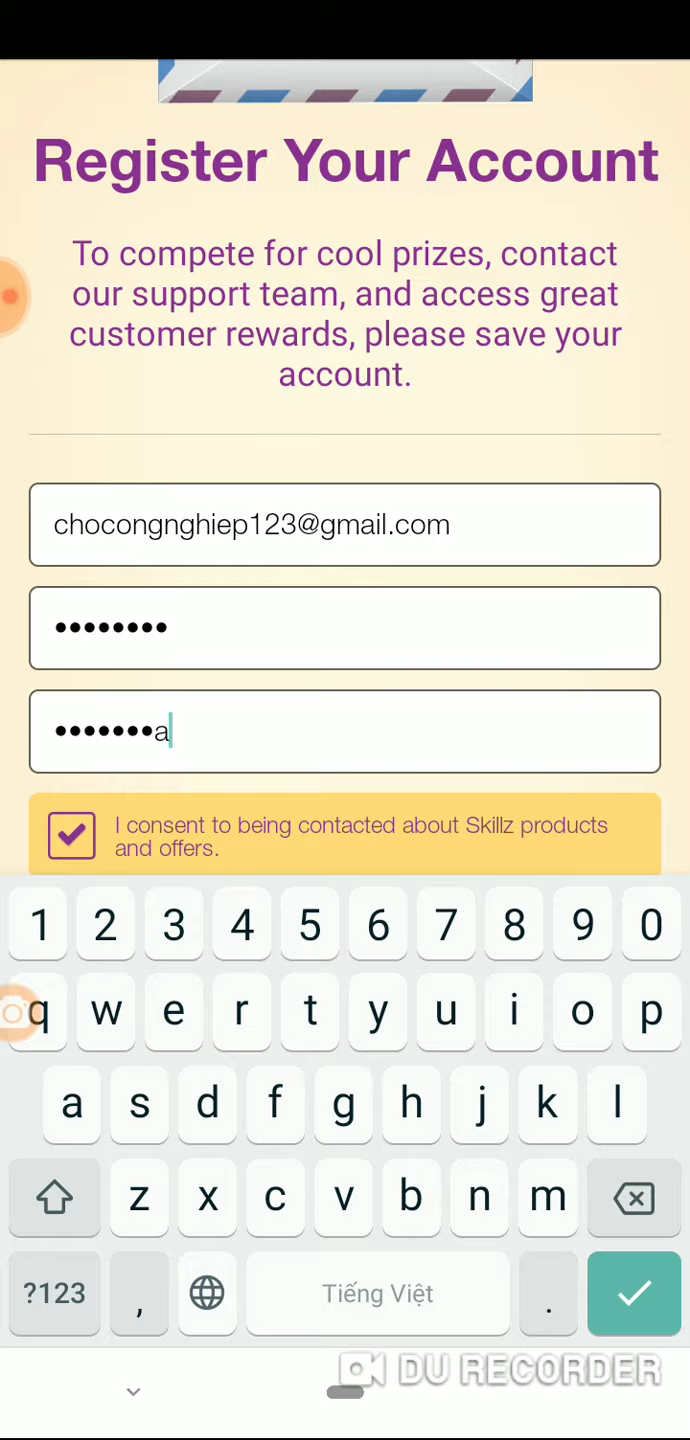 Register Your Account
To compete for cool prizes, contact
our support team, and access great
customer rewards, please save your
account.
chocongnghiep123@gmail.com
••••••••
•••••••a
I consent to being contacted about Skillz products
and offers.
1 2 3 4 5 6 7 8 9 0
q w e r t y u i o p
a s d f g h j k l
z x c v b n m
?123 , Tiếng Việt .
DU RECORDER